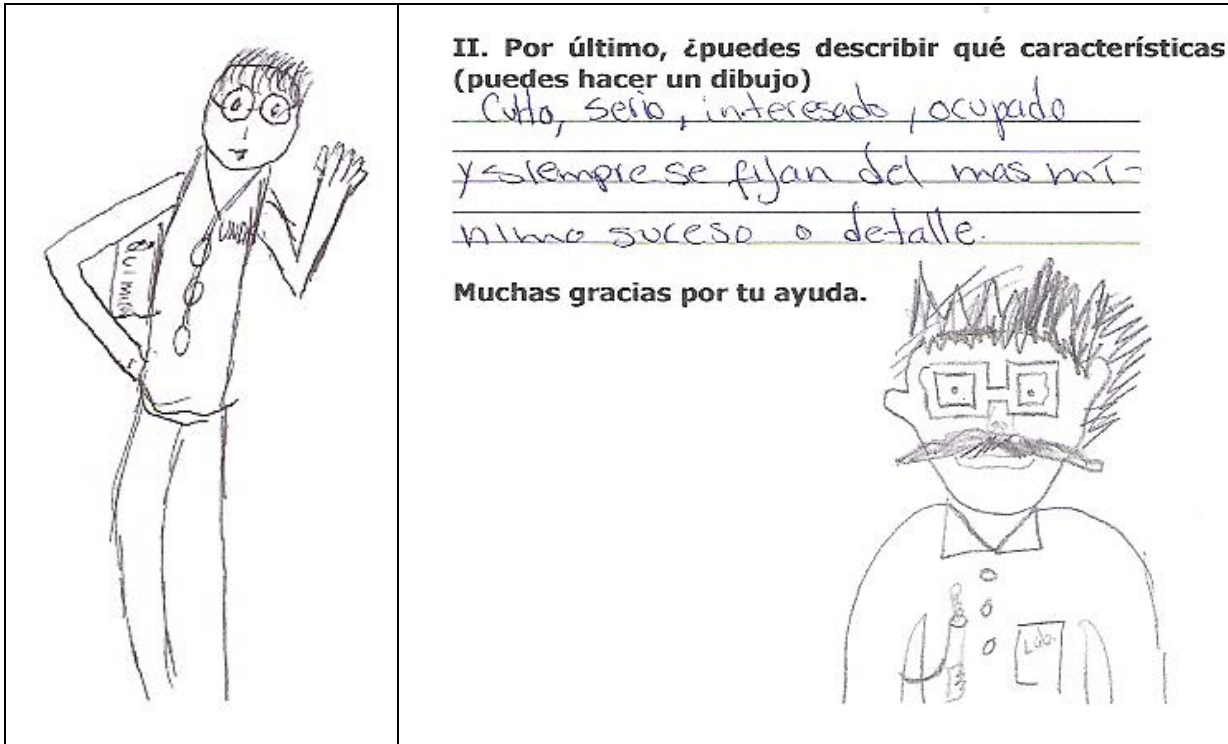 Química
II. Por último, ¿puedes describir qué características
(puedes hacer un dibujo)
Culto, serio, interesado, ocupado
y siempre se fijan del mas mí-
nimo suceso o detalle.
Muchas gracias por tu ayuda.